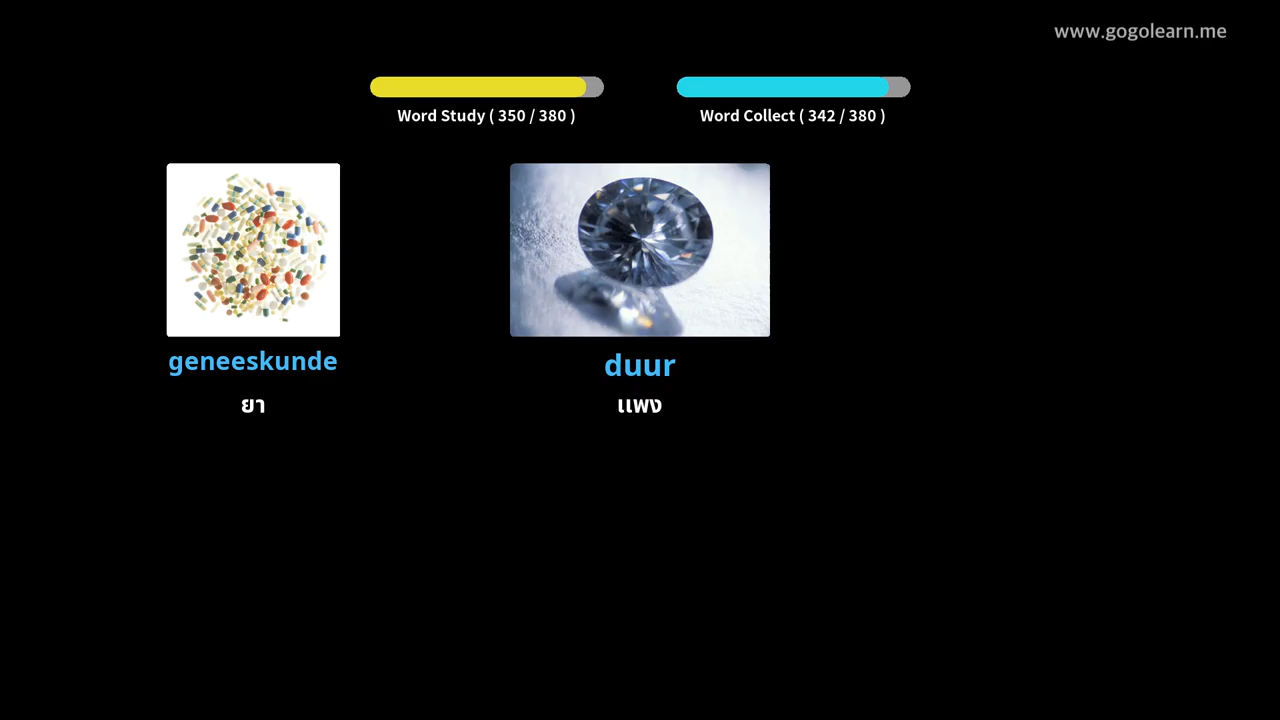 www.gogolearn.me
Word Study ( 350 / 380 )
Word Collect ( 342 / 380 )
geneeskunde
ยา
duur
แพง